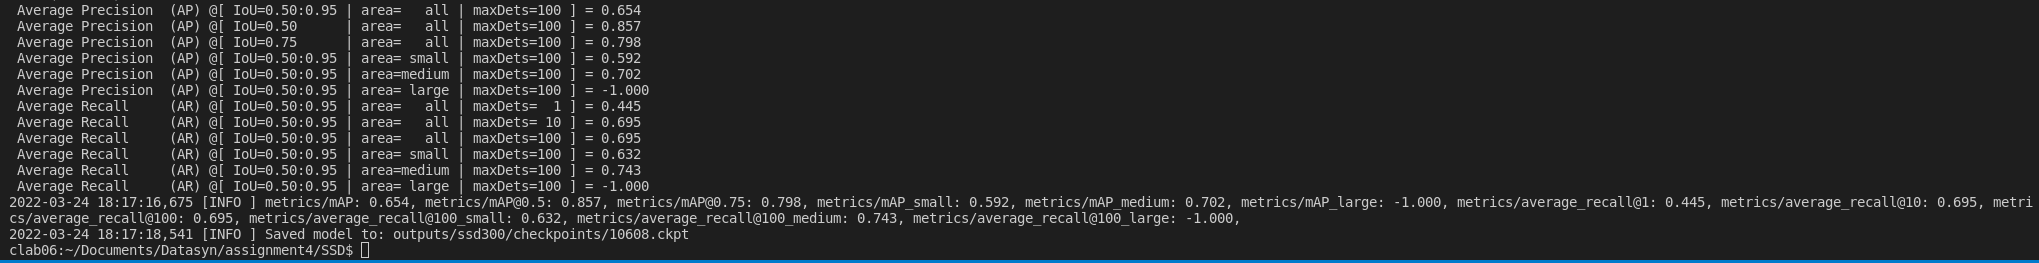 Average Precision  (AP) @[ IoU=0.50:0.95 | area=   all | maxDets=100 ] = 0.654
Average Precision  (AP) @[ IoU=0.50      | area=   all | maxDets=100 ] = 0.857
Average Precision  (AP) @[ IoU=0.75      | area=   all | maxDets=100 ] = 0.798
Average Precision  (AP) @[ IoU=0.50:0.95 | area= small | maxDets=100 ] = 0.592
Average Precision  (AP) @[ IoU=0.50:0.95 | area=medium | maxDets=100 ] = 0.702
Average Precision  (AP) @[ IoU=0.50:0.95 | area= large | maxDets=100 ] = -1.000
Average Recall     (AR) @[ IoU=0.50:0.95 | area=   all | maxDets=  1 ] = 0.445
Average Recall     (AR) @[ IoU=0.50:0.95 | area=   all | maxDets= 10 ] = 0.695
Average Recall     (AR) @[ IoU=0.50:0.95 | area=   all | maxDets=100 ] = 0.695
Average Recall     (AR) @[ IoU=0.50:0.95 | area= small | maxDets=100 ] = 0.632
Average Recall     (AR) @[ IoU=0.50:0.95 | area=medium | maxDets=100 ] = 0.743
Average Recall     (AR) @[ IoU=0.50:0.95 | area= large | maxDets=100 ] = -1.000
2022-03-24 18:17:16,675 [INFO ] metrics/mAP: 0.654, metrics/mAP@0.5: 0.857, metrics/mAP@0.75: 0.798, metrics/mAP_small: 0.592, metrics/mAP_medium: 0.702, metrics/mAP_large: -1.000, metrics/average_recall@1: 0.445, metrics/average_recall@10: 0.695, metri
cs/average_recall@100: 0.695, metrics/average_recall@100_small: 0.632, metrics/average_recall@100_medium: 0.743, metrics/average_recall@100_large: -1.000,
2022-03-24 18:17:18,541 [INFO ] Saved model to: outputs/ssd300/checkpoints/10608.ckpt
clab06:~/Documents/Datasyn/assignment4/SSD$